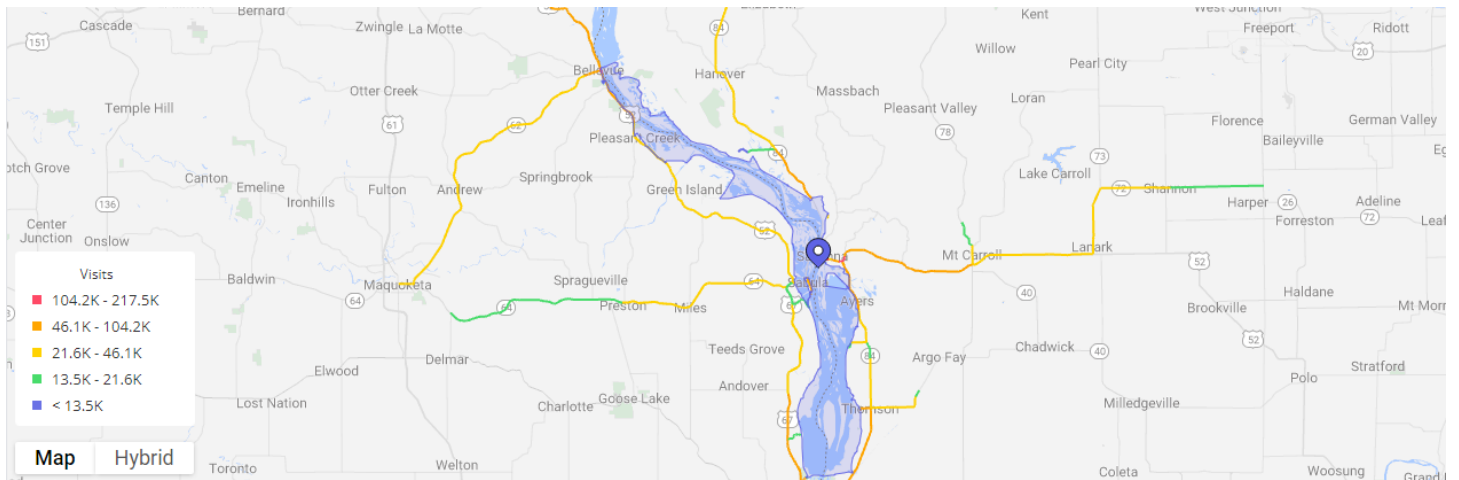 Bernard
Cascade
Zwingle La Motte
84
Kent
West Junction
Freeport
Ridott
151
20
Willow
Pearl City
Bellevue
Hanover
Otter Creek
Massbach
Loran
Temple Hill
Pleasant Valley
61
62
52
Florence
German Valley
78
Pleasant Creek
Baileyville
84
73
Canton
Springbrook
Lake Carroll
Emeline
Fulton
Andrew
Green Island
72
Shannon
Ironhills
136
Harper
26
Adeline
72
Forreston
Center
Junction
Onslow
52
Lanark
Mt Carroll
52
Baldwin
Spragueville
64
Sabula
Maquoketa
Ayers
40
Haldane
64
64
Preston
Miles
67
Brookville
Mt Morr
Teeds Grove
84
Argo Fay
Chadwick
40
52
Delmar
Elwood
Stratford
Andover
Polo
Lost Nation
Charlotte
Goose Lake
Thomson
Milledgeville
67
Toronto
Welton
Coleta
Woosung
Visits
104.2K - 217.5K
46.1K - 104.2K
21.6K - 46.1K
13.5K - 21.6K
< 13.5K
Map
Hybrid